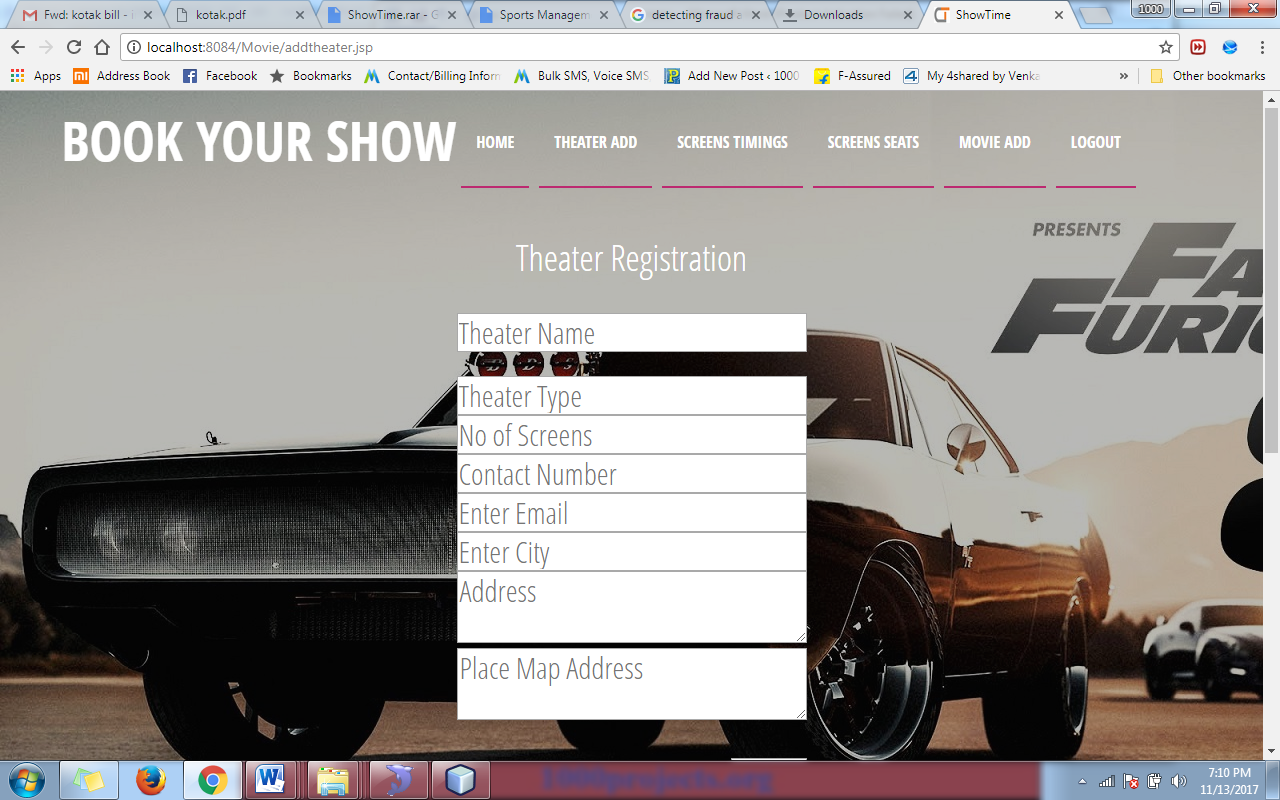 Fwd: kotak bill -
kotak.pdf
ShowTime.rar - G
Sports Managem
detecting fraud a
Downloads
ShowTime
1000
localhost:8084/Movie/addtheater.jsp
Apps
Address Book
Facebook
Bookmarks
Contact/Billing Inform
Bulk SMS, Voice SMS
Add New Post ‹ 1000
F-Assured
My 4shared by Venka
»
Other bookmarks
BOOK YOUR SHOW
HOME
THEATER ADD
SCREENS TIMINGS
SCREENS SEATS
MOVIE ADD
LOGOUT
PRESENTS
FA
FURIO
Theater Registration
Theater Name
Theater Type
No of Screens
Contact Number
Enter Email
Enter City
Address
Place Map Address
1000projects.org
7:10 PM
11/13/2017